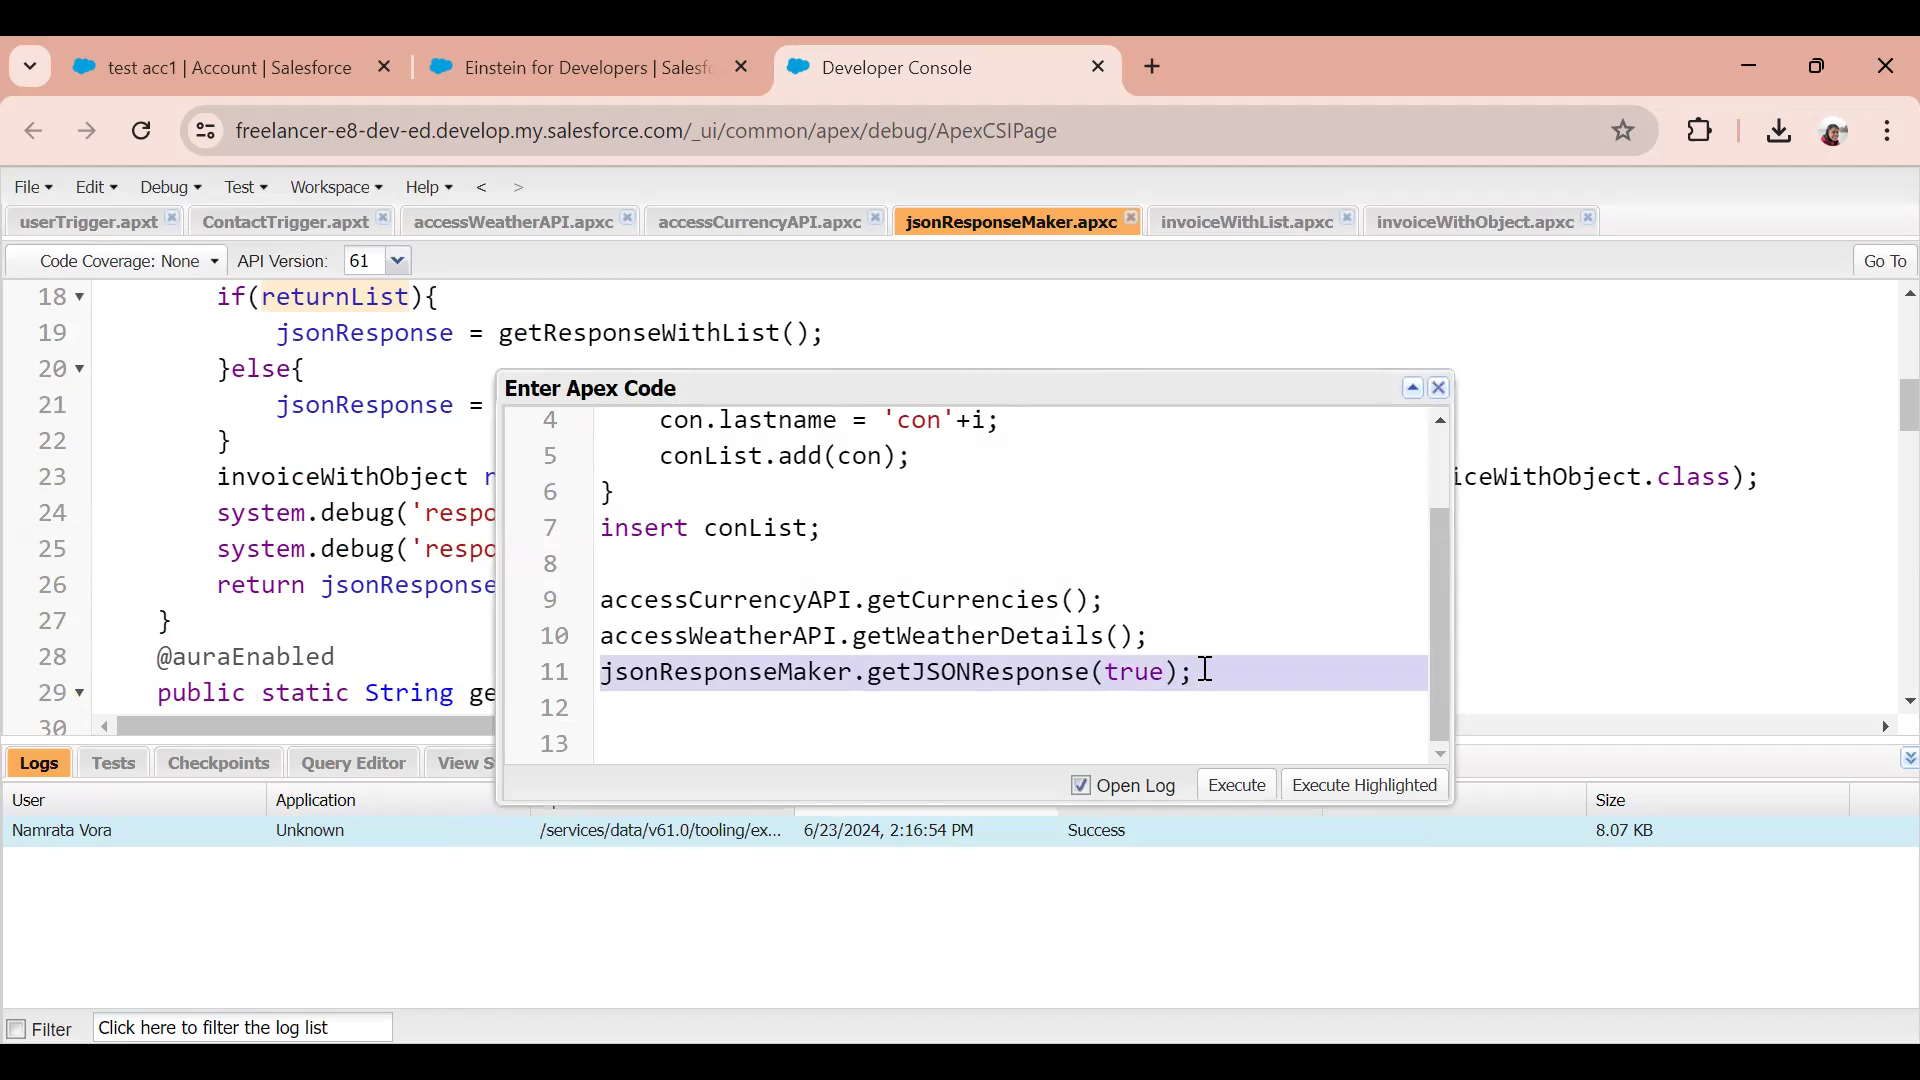 test acc1 | Account | Salesforce
Einstein for Developers | Salesfo
Developer Console
freelancer-e8-dev-ed.develop.my.salesforce.com/_ui/common/apex/debug/ApexCSIPage
File Edit Debug Test Workspace Help < >
userTrigger.apxt ContactTrigger.apxt accessWeatherAPI.apxc accessCurrencyAPI.apxc jsonResponseMaker.apxc invoiceWithList.apxc invoiceWithObject.apxc
Code Coverage: None API Version: 61 Go To
18 if(returnList){
19 jsonResponse = getResponseWithList();
20 }else{
21 jsonResponse =
22 }
23 invoiceWithObject r iceWithObject.class);
24 system.debug('respo
25 system.debug('respo
26 return jsonResponse
27 }
28 @auraEnabled
29 public static String ge
30
Enter Apex Code
4 con.lastname = 'con'+i;
5 conList.add(con);
6 }
7 insert conList;
8
9 accessCurrencyAPI.getCurrencies();
10 accessWeatherAPI.getWeatherDetails();
11 jsonResponseMaker.getJSONResponse(true);
12
13
Open Log Execute Execute Highlighted
Logs Tests Checkpoints Query Editor View S
User Application Size
Namrata Vora Unknown /services/data/v61.0/tooling/ex... 6/23/2024, 2:16:54 PM Success 8.07 KB
Filter Click here to filter the log list